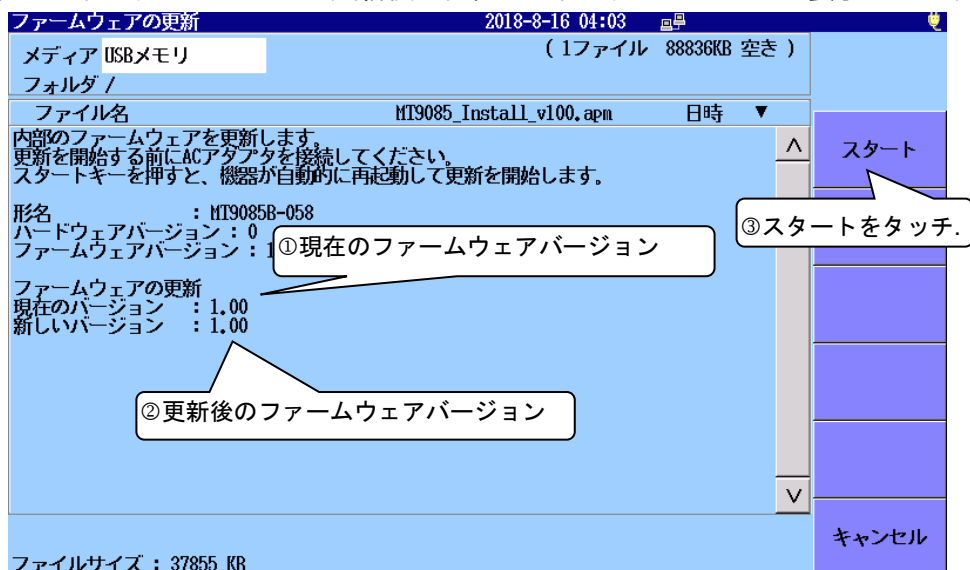 ファームウェアの更新 2018-8-16 04:03
メディア USBメモリ ( 1ファイル 88836KB 空き )
フォルダ /
ファイル名 MT9085_Install_v100.apm 日時 ▼
内部のファームウェアを更新します。
更新を開始する前にACアダプタを接続してください。
スタートキーを押すと、機器が自動的に再起動して更新を開始します。
スタート
形名 : MT9085B-058
ハードウェアバージョン : 0
ファームウェアバージョン : 1
①現在のファームウェアバージョン
③スタートをタッチ.
ファームウェアの更新
現在のバージョン : 1.00
新しいバージョン : 1.00
②更新後のファームウェアバージョン
キャンセル
ファイルサイズ : 37855 KB